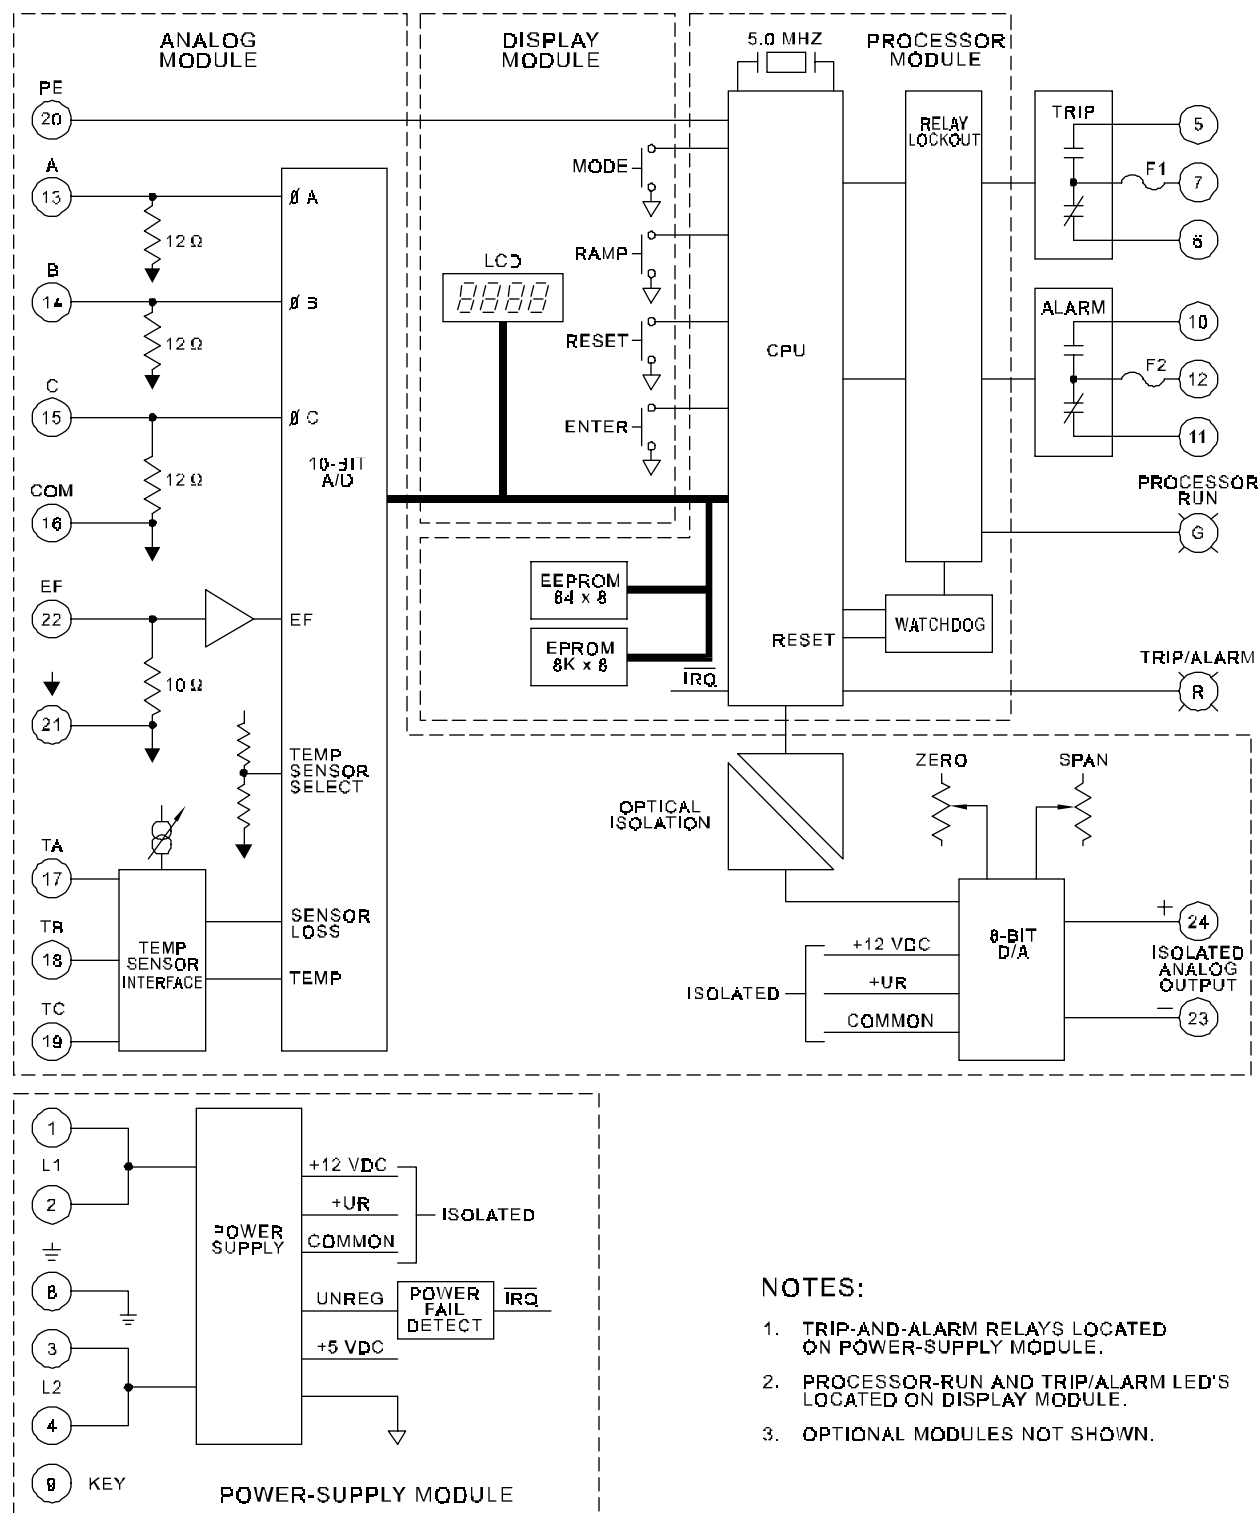 ANALOG
MODULE
DISPLAY
MODULE
5.0 MHZ
PROCESSOR
MODULE
PE
20
A
13
Ø A
12 Ω
B
14
Ø B
12 Ω
C
15
Ø C
12 Ω
10-BIT
A/D
COM
16
EF
22
EF
10 Ω
21
TEMP
SENSOR
SELECT
TA
17
TB
18
TC
19
TEMP
SENSOR
INTERFACE
SENSOR
LOSS
TEMP
LCD
8888
MODE
RAMP
RESET
ENTER
CPU
RESET
RELAY
LOCKOUT
WATCHDOG
EEPROM
64 x 8
EPROM
8K x 8
IRQ
TRIP
5
F1
7
6
ALARM
10
F2
12
11
PROCESSOR
RUN
G
TRIP/ALARM
R
OPTICAL
ISOLATION
ZERO
SPAN
8-BIT
D/A
ISOLATED
+12 VDC
+UR
COMMON
+
24
ISOLATED
ANALOG
OUTPUT
−
23
1
L1
2
8
3
L2
4
9
KEY
POWER
SUPPLY
+12 VDC
+UR
COMMON
ISOLATED
UNREG
POWER
FAIL
DETECT
IRQ
+5 VDC
POWER-SUPPLY MODULE
NOTES:
1. TRIP-AND-ALARM RELAYS LOCATED
ON POWER-SUPPLY MODULE.
2. PROCESSOR-RUN AND TRIP/ALARM LED'S
LOCATED ON DISPLAY MODULE.
3. OPTIONAL MODULES NOT SHOWN.